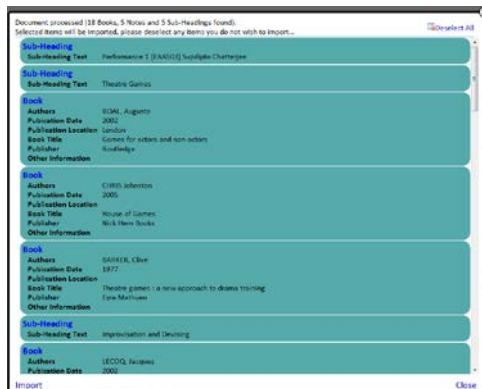 Document processed (18 Books, 5 Notes and 5 Sub-Headings found).
Selected items will be imported, please deselect any items you do not wish to import...
Deselect All
Sub-Heading
Sub-Heading Text Performance 1 (EAAS03) Sudipto Chatterjee
Sub-Heading
Sub-Heading Text Theatre Games
Book
Authors BOAL, Augusto
Publication Date 2002
Publication Location London
Book Title Games for actors and non-actors
Publisher Routledge
Other Information
Book
Authors CHRIS Johnston
Publication Date 2005
Publication Location
Book Title House of Games
Publisher Nick Hern Books
Other Information
Book
Authors BARKER, Clive
Publication Date 1977
Publication Location
Book Title Theatre games : a new approach to drama training
Publisher Eyre Methuen
Other Information
Sub-Heading
Sub-Heading Text Improvisation and Devising
Book
Authors LECOQ, Jacques
Publication Date 2002
Import
Close